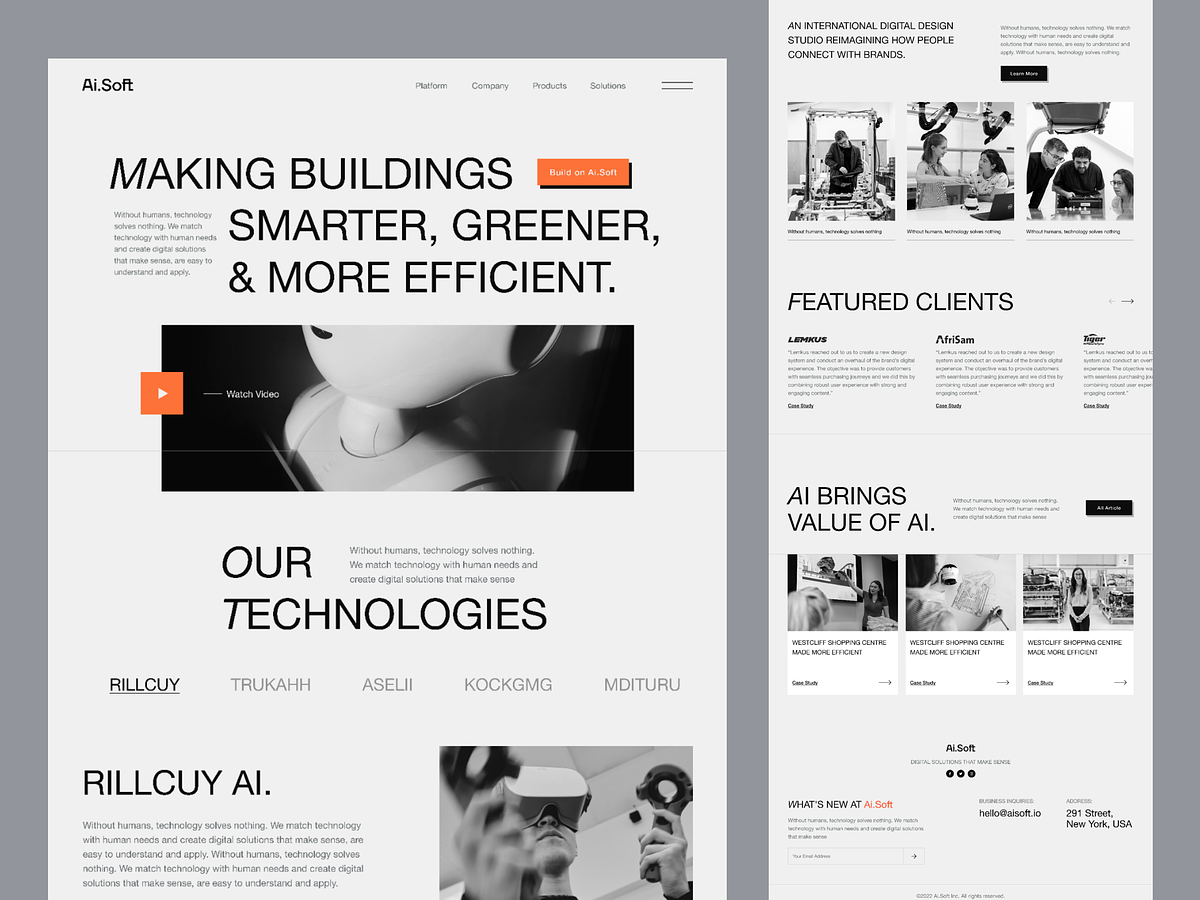 Ai.Soft
Platform
Company
Products
Solutions
MAKING BUILDINGS
Build on Ai.Soft
Without humans, technology
solves nothing. We match
technology with human needs
and create digital solutions
that make sense, are easy to
understand and apply.
SMARTER, GREENER,
& MORE EFFICIENT.
Watch Video
OUR
Without humans, technology solves nothing.
We match technology with human needs and
create digital solutions that make sense
TECHNOLOGIES
RILLCUY
TRUKAHH
ASELII
KOCKGMG
MDITURU
RILLCUY AI.
Without humans, technology solves nothing. We match technology
with human needs and create digital solutions that make sense, are
easy to understand and apply. Without humans, technology solves
nothing. We match technology with human needs and create digital
solutions that make sense, are easy to understand and apply.
AN INTERNATIONAL DIGITAL DESIGN
STUDIO REIMAGINING HOW PEOPLE
CONNECT WITH BRANDS.
Without humans, technology solves nothing. We match
technology with human needs and create digital
solutions that make sense, are easy to understand and
apply. Without humans, technology solves nothing.
Learn More
Without humans, technology solves nothing
Without humans, technology solves nothing
Without humans, technology solves nothing
FEATURED CLIENTS
LEMKUS
"Lemkus reached out to us to create a new design
system and conduct an overhaul of the brand's digital
experience. The objective was to provide customers
with seamless purchasing journeys and we did this by
combining robust user experience with strong and
engaging content."
Case Study
AfriSam
"Lemkus reached out to us to create a new design
system and conduct an overhaul of the brand's digital
experience. The objective was to provide customers
with seamless purchasing journeys and we did this by
combining robust user experience with strong and
engaging content."
Case Study
Tiger
"Lemkus reached out to us to c
system and conduct an overh
experience. The objective wa
with seamless purchasing jou
combining robust user experi
engaging content."
Case Study
AI BRINGS
VALUE OF AI.
Without humans, technology solves nothing.
We match technology with human needs and
create digital solutions that make sense
All Article
WESTCLIFF SHOPPING CENTRE
MADE MORE EFFICIENT
Case Study
WESTCLIFF SHOPPING CENTRE
MADE MORE EFFICIENT
Case Study
WESTCLIFF SHOPPING CENTRE
MADE MORE EFFICIENT
Case Study
Ai.Soft
DIGITAL SOLUTIONS THAT MAKE SENSE
WHAT'S NEW AT Ai.Soft
Without humans, technology solves nothing. We match
technology with human needs and create digital solutions
that make sense
Your Email Address
BUSINESS INQUIRIES:
hello@aisoft.io
ADDRESS:
291 Street,
New York, USA
©2022 Ai.Soft Inc. All rights reserved.